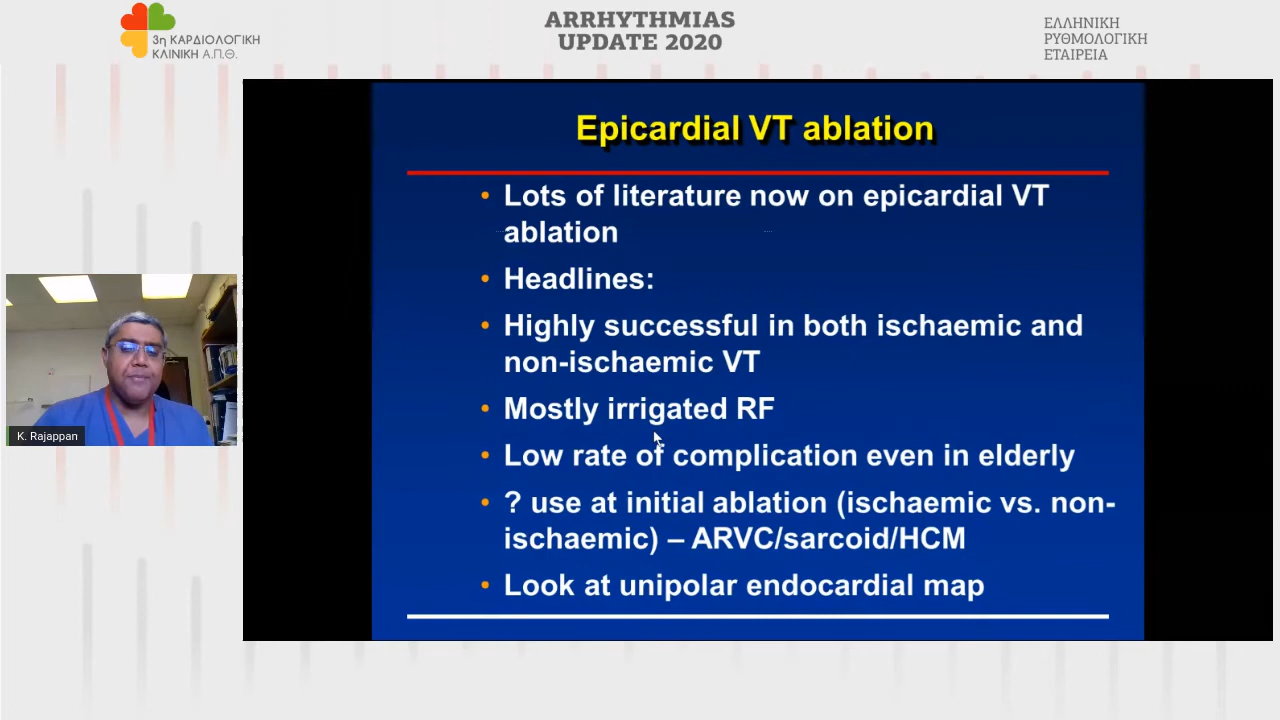 3η ΚΑΡΔΙΟΛΟΓΙΚΗ
ΚΛΙΝΙΚΗ Α.Π.Θ.
ARRHYTHMIAS
UPDATE 2020
ΕΛΛΗΝΙΚΗ
ΡΥΘΜΟΛΟΓΙΚΗ
ΕΤΑΙΡΕΙΑ
Epicardial VT ablation
• Lots of literature now on epicardial VT
ablation
• Headlines:
• Highly successful in both ischaemic and
non-ischaemic VT
• Mostly irrigated RF
• Low rate of complication even in elderly
• ? use at initial ablation (ischaemic vs. non-
ischaemic) – ARVC/sarcoid/HCM
• Look at unipolar endocardial map
K. Rajappan